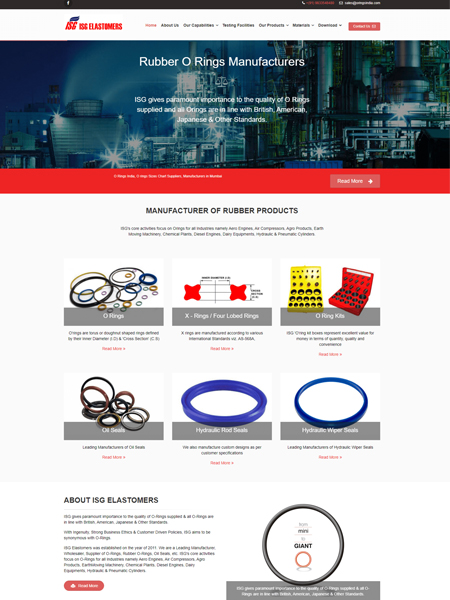 sales@oringsindia.com
ISG ISG ELASTOMERS
Home About Us Our Capabilities Testing Facilities Our Products Materials Download Contact Us
Rubber O Rings Manufacturers
ISG gives paramount importance to the quality of O Rings
supplied and all Orings are in line with British, American,
Japanese & Other Standards.
O Rings India, O rings Sizes Chart Suppliers, Manufacturers in Mumbai
Read More
MANUFACTURER OF RUBBER PRODUCTS
ISG's core activities focus on Orings for all Industries namely Aero Engines, Air Compressors, Agro Products, Earth
Moving Machinery, Chemical Plants, Diesel Engines, Dairy Equipments, Hydraulic & Pneumatic Cylinders.
O Rings
O'rings are torus or doughnut shaped rings defined
by their Inner Diameter (I.D) & 'Cross Section' (C.S)
Read More »
INNER DIAMETER (I.D)
CROSS
SECTION
(C.S)
X - Rings / Four Lobed Rings
X rings are manufactured according to various
International Standards viz. AS-568A,
Read More »
O Ring Kits
ISG 'O'ring kit boxes represent excellent value for
money in terms of quantity, quality and
convenience
Read More »
Oil Seals
Leading Manufacturers of Oil Seals
Read More »
Hydraulic Rod Seals
We also manufacture custom designs as per
customer specifications
Read More »
Hydraulic Wiper Seals
Leading Manufacturers of Hydraulic Wiper Seals
Read More »
ABOUT ISG ELASTOMERS
ISG gives paramount importance to the quality of O-Rings supplied & all O-Rings
are in line with British, American, Japanese & Other Standards.
With Ingenuity, Strong Business Ethics & Customer Driven Policies, ISG aims to be
synonymous with O-Rings.
ISG Elastomers was established on the year of 2011. We are a Leading Manufacturer,
Wholesaler, Supplier of O-Rings, Rubber O-Rings, Oil Seals, etc. ISG's core activities
focus on O-Rings for all Industries namely Aero Engines, Air Compressors, Agro
Products, EarthMoving Machinery, Chemical Plants, Diesel Engines, Dairy
Equipments, Hydraulic & Pneumatic Cylinders.
Read More
from
mini
to
GIANT
ISG gives paramount importance to the quality of O-Rings supplied & all O-
Rings are in line with British, American, Japanese & Other Standards.